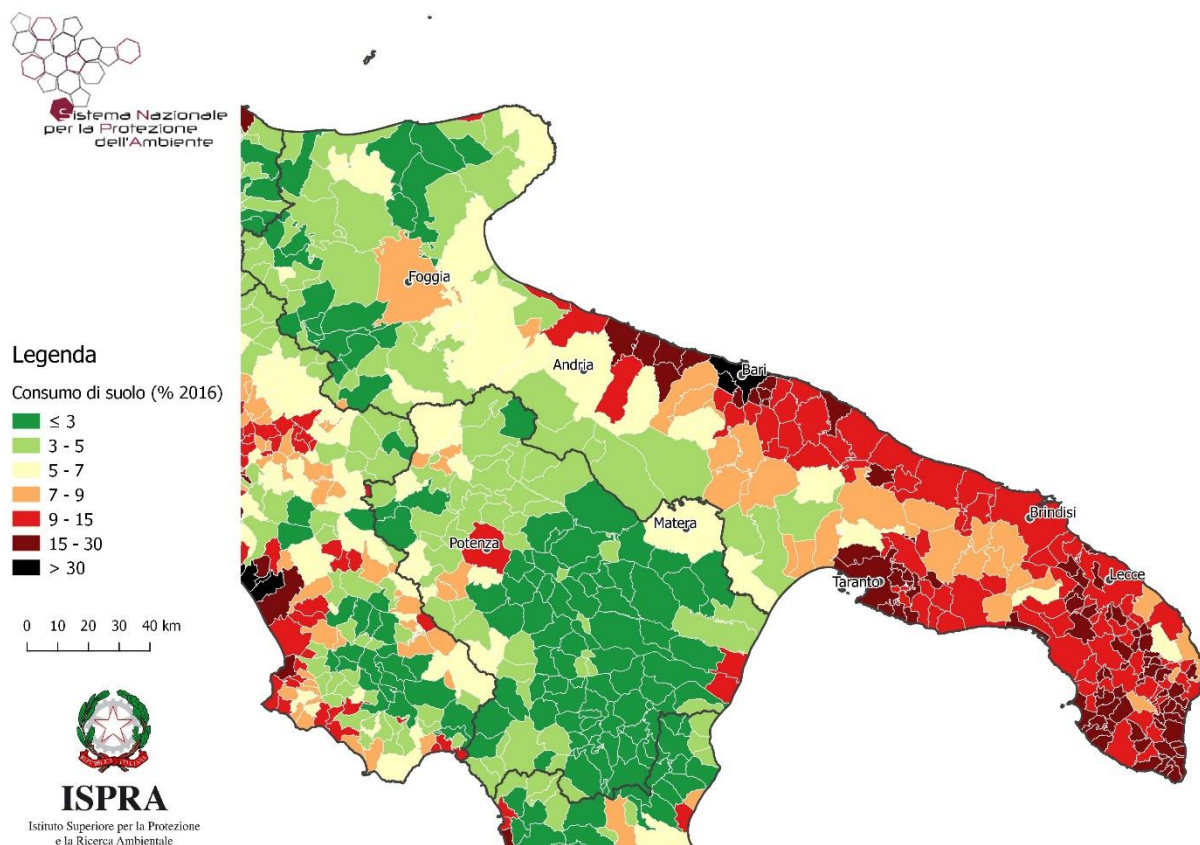 Sistema Nazionale
per la Protezione
dell'Ambiente
Foggia
Andria
Bari
Matera
Potenza
Brindisi
Taranto
Lecce
Legenda
Consumo di suolo (% 2016)
≤ 3
3 - 5
5 - 7
7 - 9
9 - 15
15 - 30
> 30
0 10 20 30 40 km
ISPRA
Istituto Superiore per la Protezione
e la Ricerca Ambientale